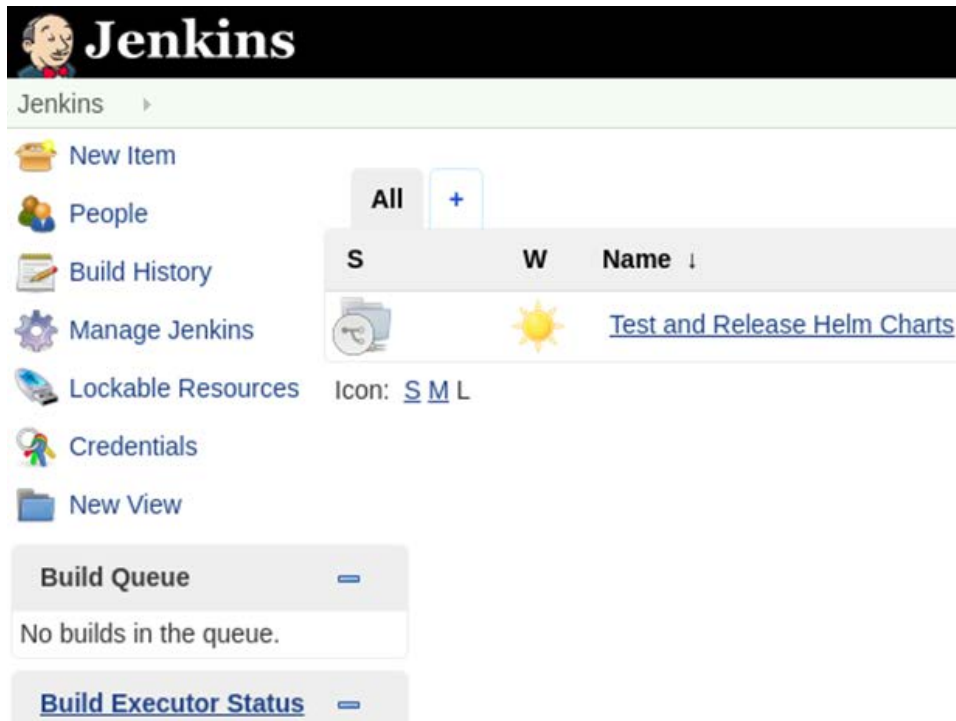 Jenkins
Jenkins
New Item
People
Build History
Manage Jenkins
Lockable Resources
Credentials
New View
All +
S W Name ↓
Test and Release Helm Charts
Icon: S M L
Build Queue
No builds in the queue.
Build Executor Status